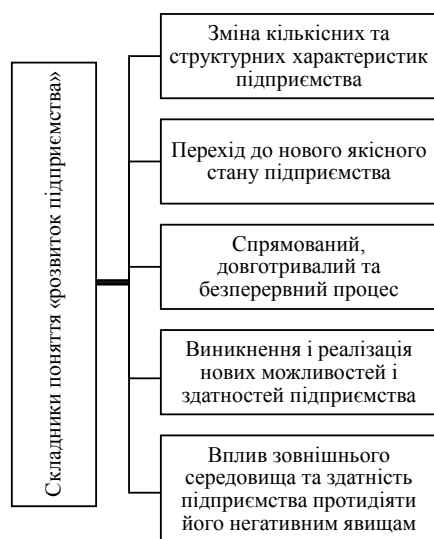 Складники поняття «розвиток підприємства»
Зміна кількісних та
структурних характеристик
підприємства
Перехід до нового якісного
стану підприємства
Спрямований,
довготривалий та
безперервний процес
Виникнення і реалізація
нових можливостей і
здатностей підприємства
Вплив зовнішнього
середовища та здатність
підприємства протидіяти
його негативним явищам